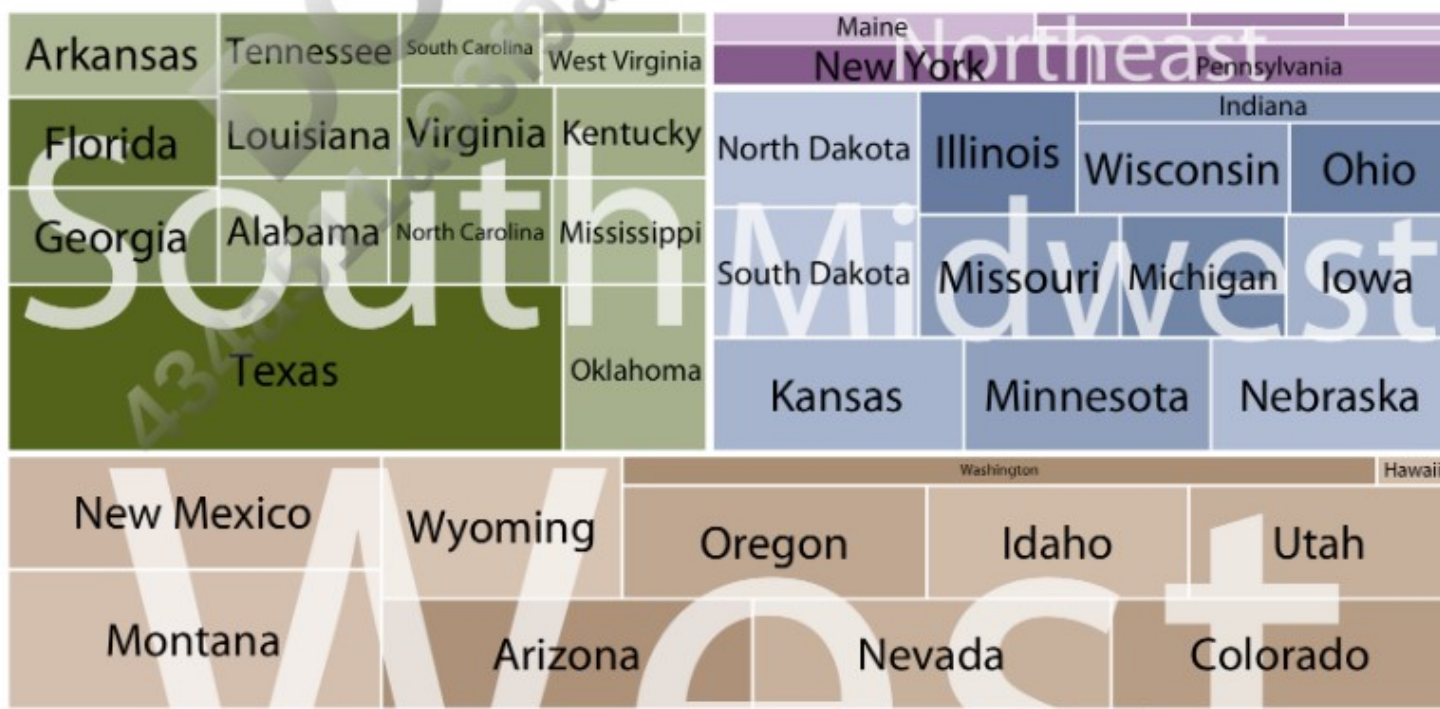 Arkansas
Tennessee
South Carolina
West Virginia
Florida
Louisiana
Virginia
Kentucky
Georgia
Alabama
North Carolina
Mississippi
Texas
Oklahoma
South
Maine
New York
Pennsylvania
Northeast
North Dakota
Illinois
Indiana
Wisconsin
Ohio
South Dakota
Missouri
Michigan
Iowa
Kansas
Minnesota
Nebraska
Midwest
New Mexico
Wyoming
Washington
Hawaii
Oregon
Idaho
Utah
Montana
Arizona
Nevada
Colorado
West